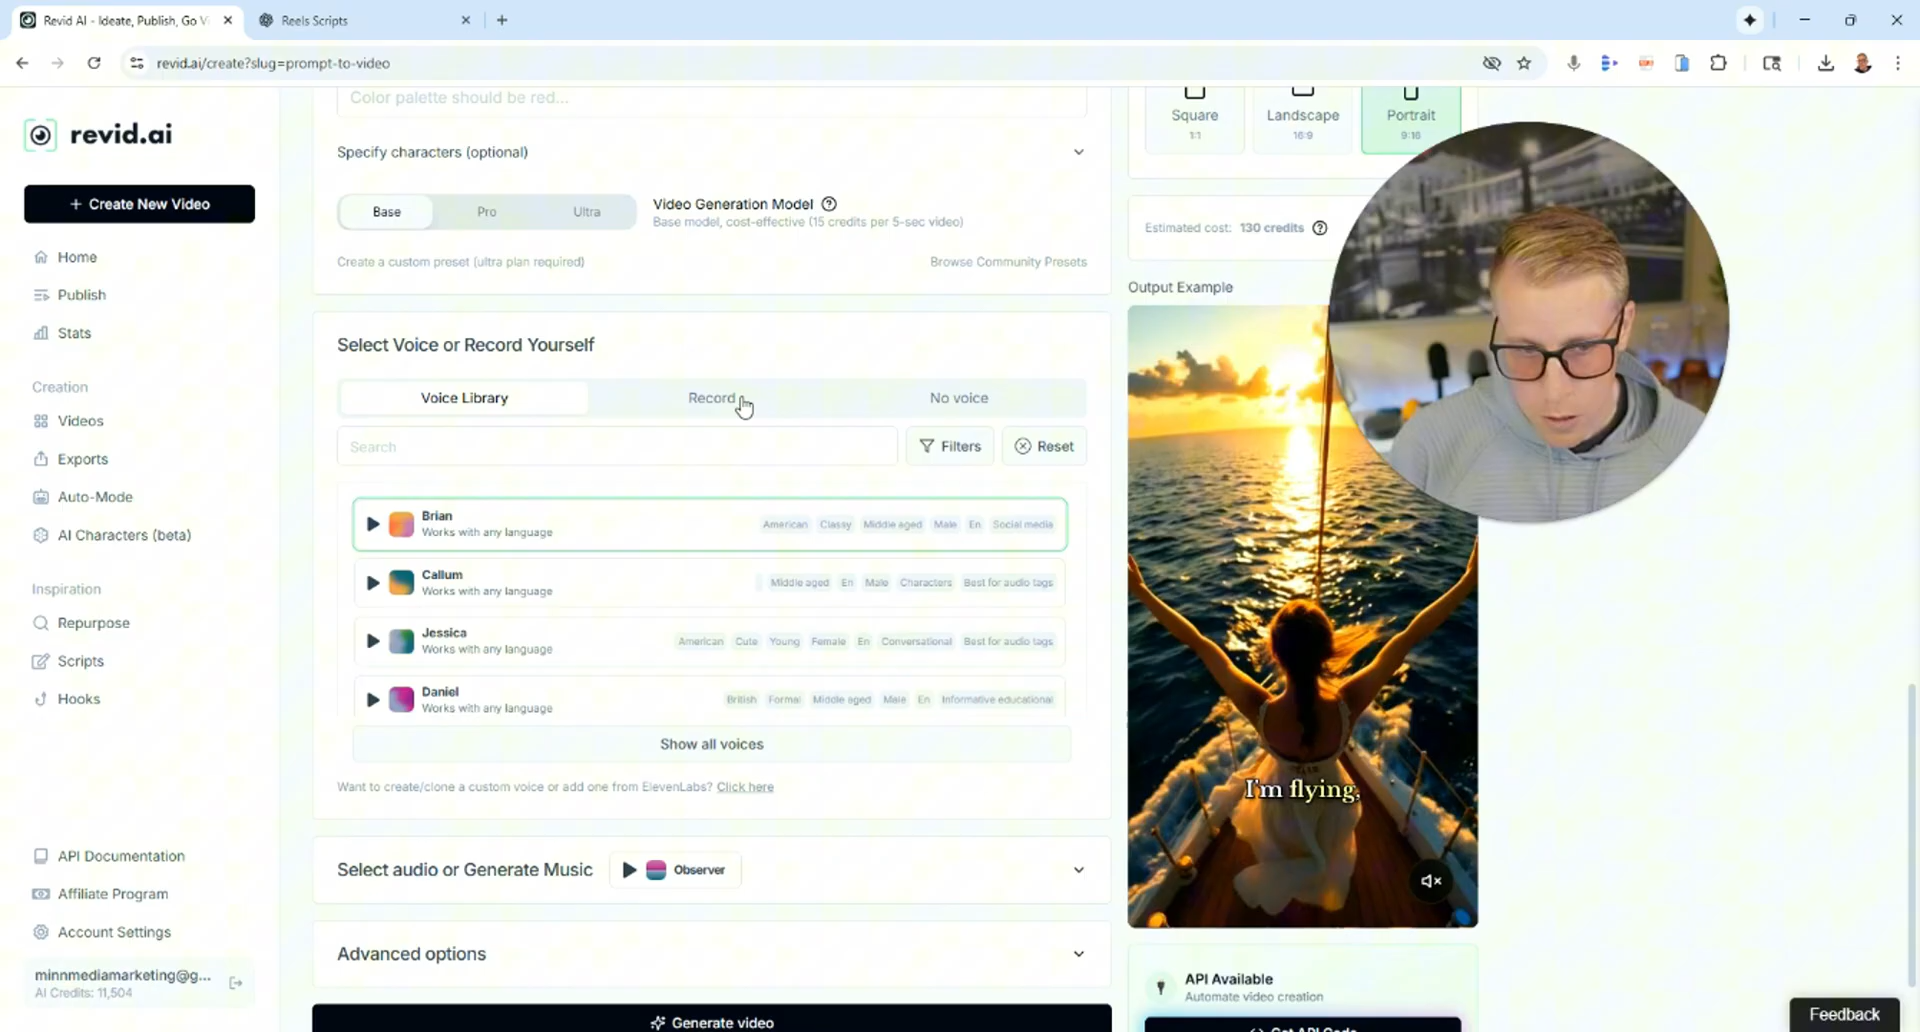 Revid AI - Ideate, Publish, Go Vi
Reels Scripts
revid.ai/create?slug=prompt-to-video
revid.ai
+ Create New Video
Home
Publish
Stats
Creation
Videos
Exports
Auto-Mode
AI Characters (beta)
Inspiration
Repurpose
Scripts
Hooks
API Documentation
Affiliate Program
Account Settings
minnmediamarketing@g...
AI Credits: 11,504
Color palette should be red...
Specify characters (optional)
Base Pro Ultra
Video Generation Model
Base model, cost-effective (15 credits per 5-sec video)
Create a custom preset (ultra plan required)
Browse Community Presets
Select Voice or Record Yourself
Voice Library Record No voice
Search
Filters
Reset
Brian
Works with any language
American Classy Middle aged Male En Social media
Callum
Works with any language
Middle aged En Male Characters Best for audio tags
Jessica
Works with any language
American Cute Young Female En Conversational Best for audio tags
Daniel
Works with any language
British Formal Middle aged Male En Informative educational
Show all voices
Want to create/clone a custom voice or add one from ElevenLabs? Click here
Select audio or Generate Music
Observer
Advanced options
Generate video
Square Landscape Portrait
1:1 16:9 9:16
Estimated cost: 130 credits
Output Example
I'm flying,
API Available
Automate video creation
Get API Code
Feedback